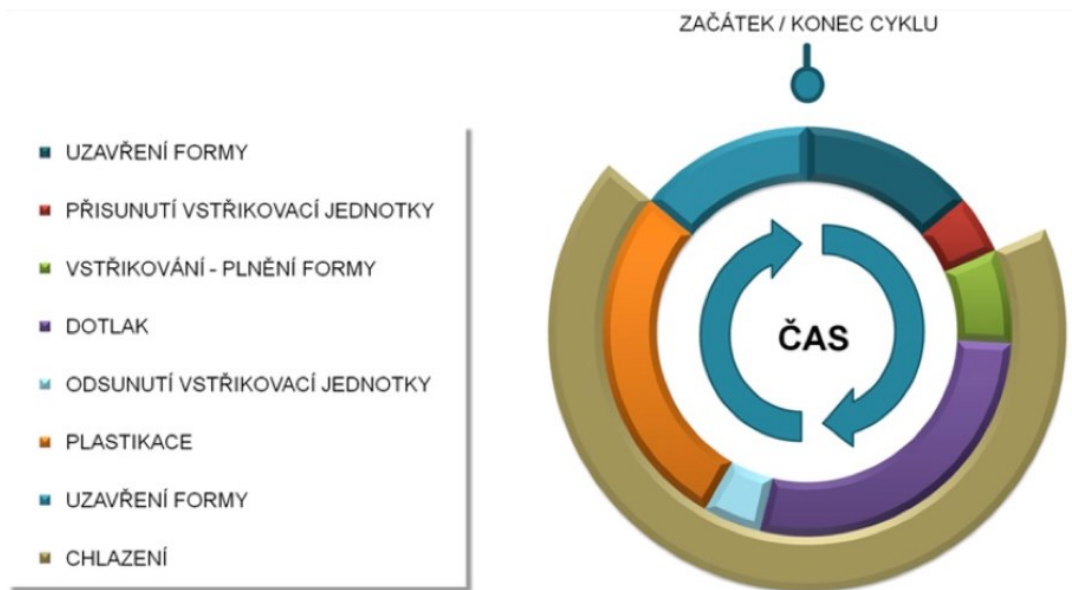 ZAČÁTEK / KONEC CYKLU
UZAVŘENÍ FORMY
PŘISUNUTÍ VSTŘIKOVACÍ JEDNOTKY
VSTŘIKOVÁNÍ - PLNĚNÍ FORMY
DOTLAK
ODSUNUTÍ VSTŘIKOVACÍ JEDNOTKY
PLASTIKACE
UZAVŘENÍ FORMY
CHLAZENÍ
ČAS